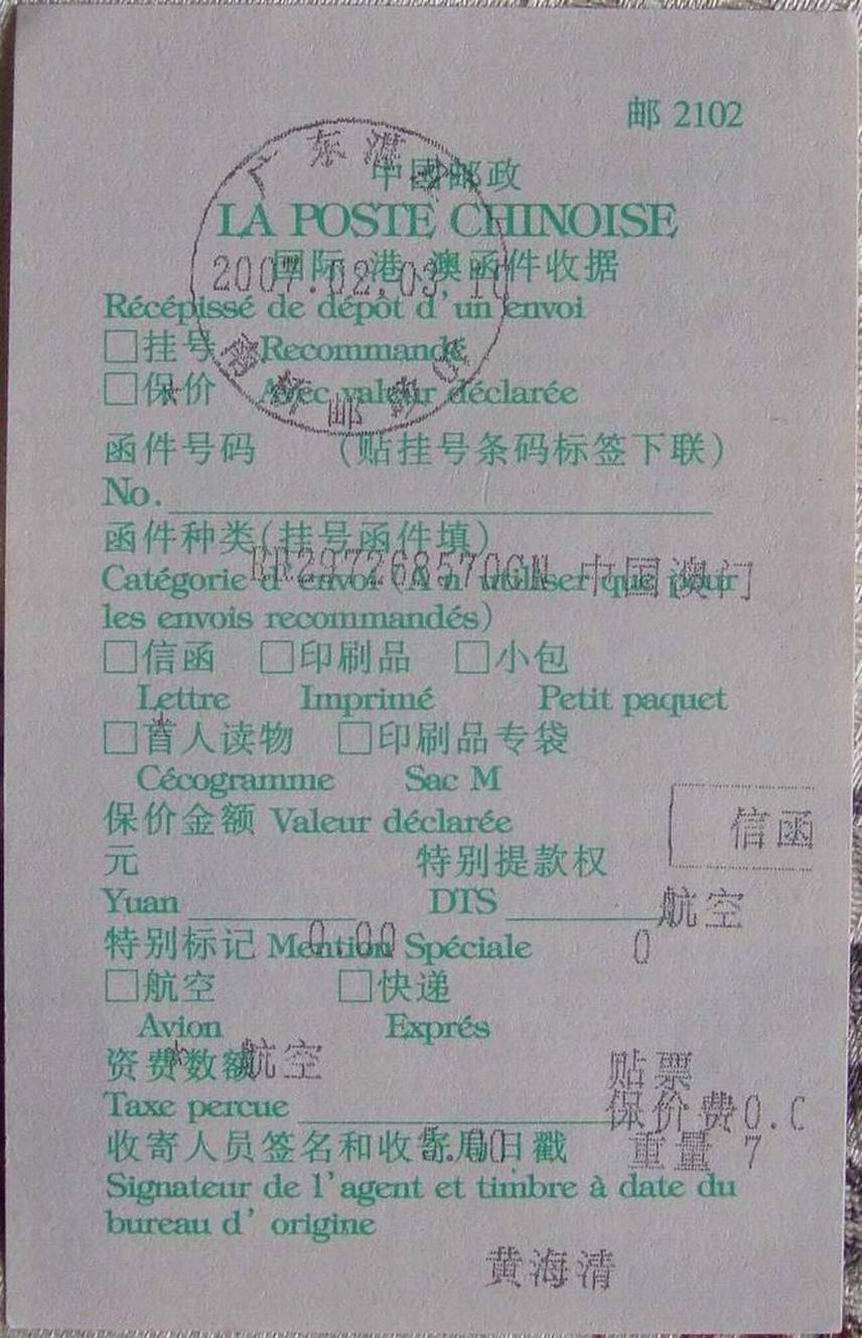 邮 2102
中國邮政
LA POSTE CHINOISE
国际 港 澳函件收据
2007.02.03 10
Récépissé de dépôt d'un envoi
□挂号 Recommandé
□保价 Avec valeur déclarée
函件号码 (贴挂号条码标签下联)
No.
函件种类(挂号函件填)
RR297268570CN 中国澳门
Catégorie d'envoi (A n'utiliser que pour
les envois recommandés)
□信函 □印刷品 □小包
Lettre Imprimé Petit paquet
□盲人读物 □印刷品专袋
Cécogramme Sac M
保价金额 Valeur déclarée
信函
元 特别提款权
Yuan DTS
航空
特别标记 Mention Spéciale
0.00 0
□航空 □快递
Avion Exprés
资费数额
航空 贴票
Taxe percue
保价费0.0
收寄人员签名和收寄局日戳
5.00 重量 7
Signateur de l'agent et timbre à date du
bureau d' origine
黄海清